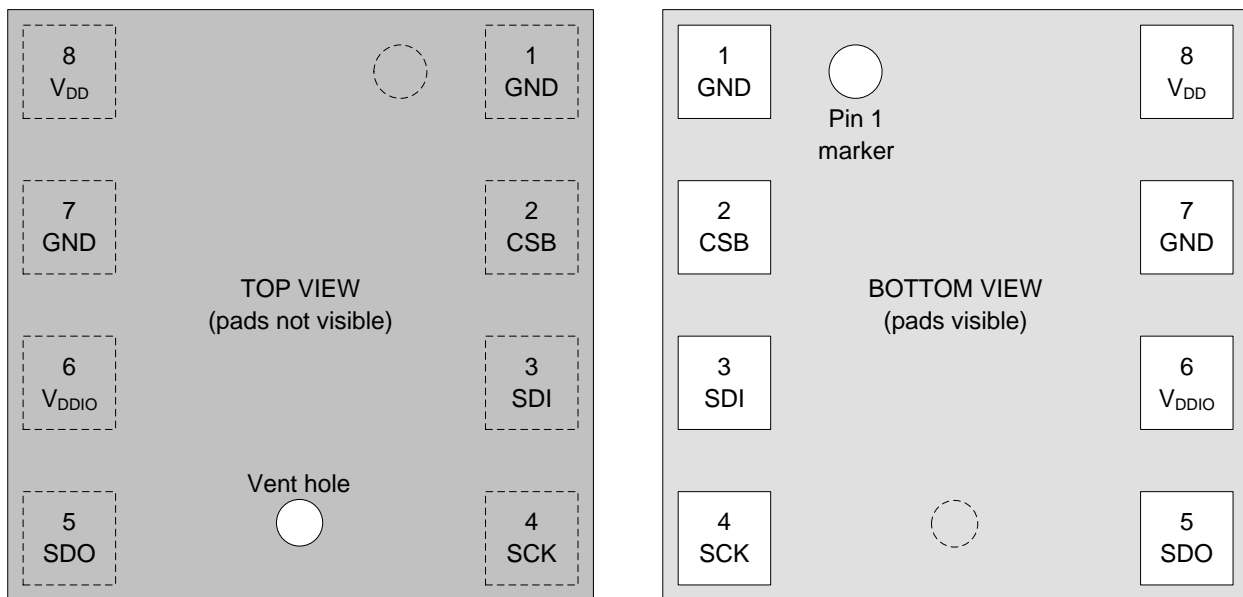 8
VDD
1
GND
7
GND
2
CSB
TOP VIEW
(pads not visible)
6
VDDIO
3
SDI
Vent hole
5
SDO
4
SCK
1
GND
Pin 1
marker
8
VDD
2
CSB
7
GND
BOTTOM VIEW
(pads visible)
3
SDI
6
VDDIO
4
SCK
5
SDO